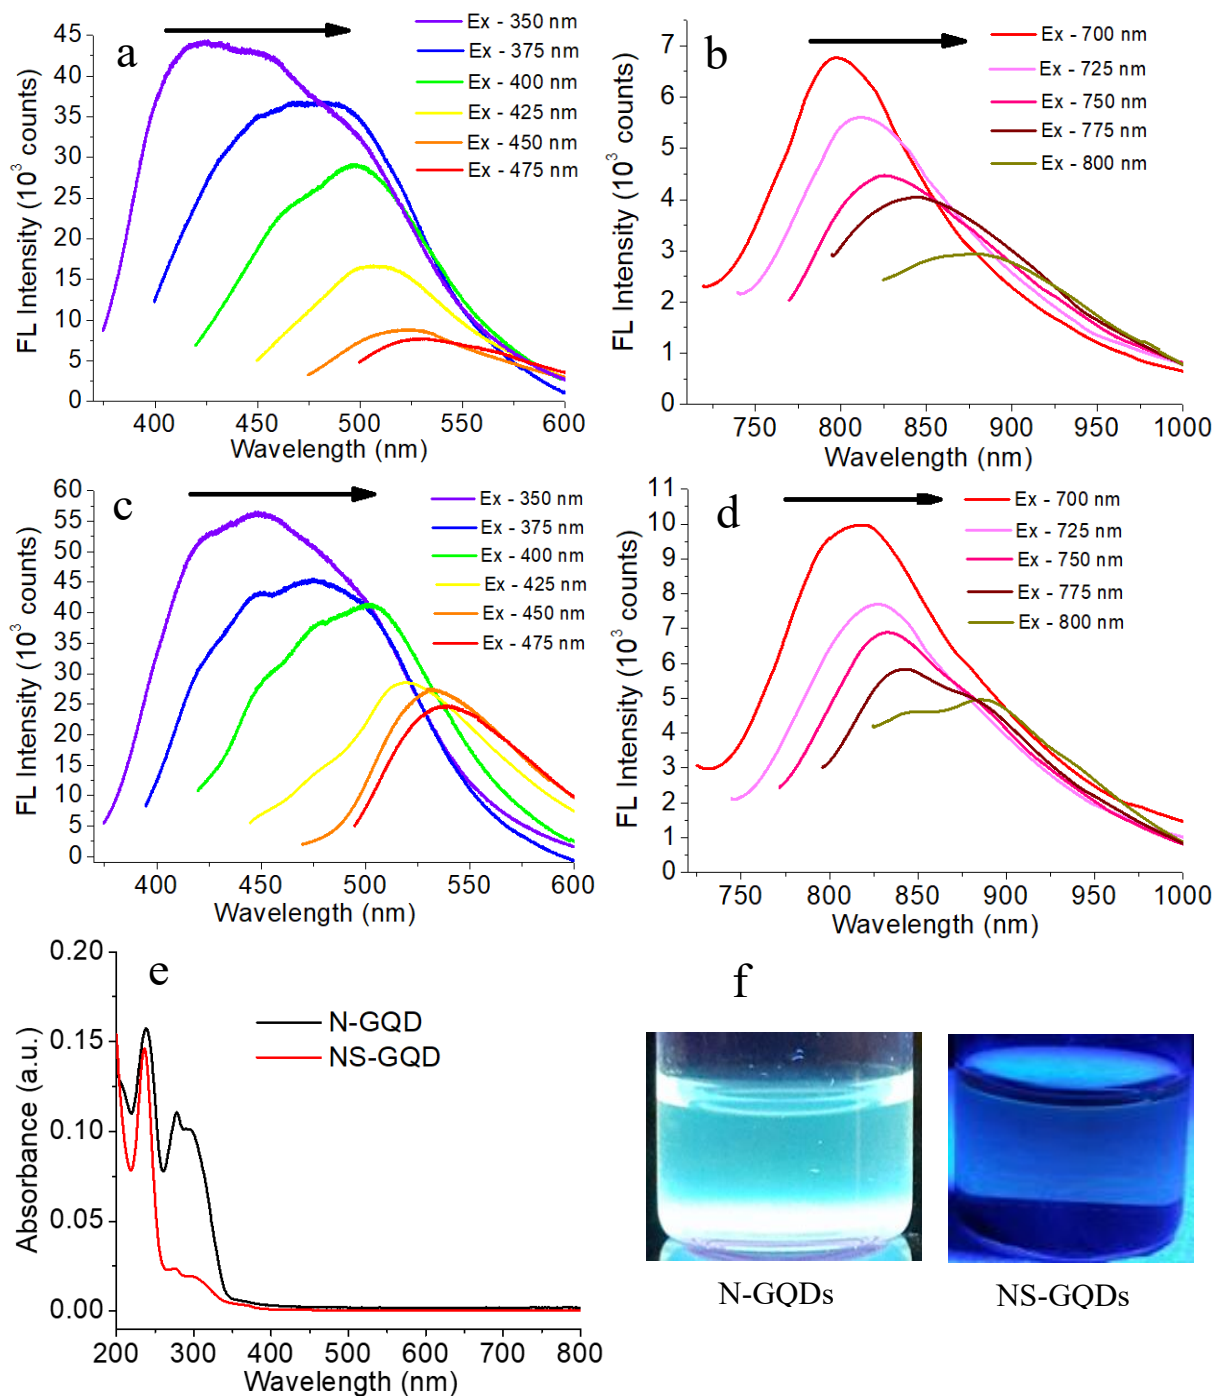 a
Ex - 350 nm
Ex - 375 nm
Ex - 400 nm
Ex - 425 nm
Ex - 450 nm
Ex - 475 nm
45
40
35
30
25
20
15
10
5
0
FL Intensity (10³ counts)
400 450 500 550 600
Wavelength (nm)
b
Ex - 700 nm
Ex - 725 nm
Ex - 750 nm
Ex - 775 nm
Ex - 800 nm
7
6
5
4
3
2
1
0
FL Intensity (10³ counts)
750 800 850 900 950 1000
Wavelength (nm)
c
Ex - 350 nm
Ex - 375 nm
Ex - 400 nm
Ex - 425 nm
Ex - 450 nm
Ex - 475 nm
60
55
50
45
40
35
30
25
20
15
10
5
0
FL Intensity (10³ counts)
400 450 500 550 600
Wavelength (nm)
d
Ex - 700 nm
Ex - 725 nm
Ex - 750 nm
Ex - 775 nm
Ex - 800 nm
11
10
9
8
7
6
5
4
3
2
1
0
FL Intensity (10³ counts)
750 800 850 900 950 1000
Wavelength (nm)
e
N-GQD
NS-GQD
0.20
0.15
0.10
0.05
0.00
Absorbance (a.u.)
200 300 400 500 600 700 800
Wavelength (nm)
f
N-GQDs
NS-GQDs